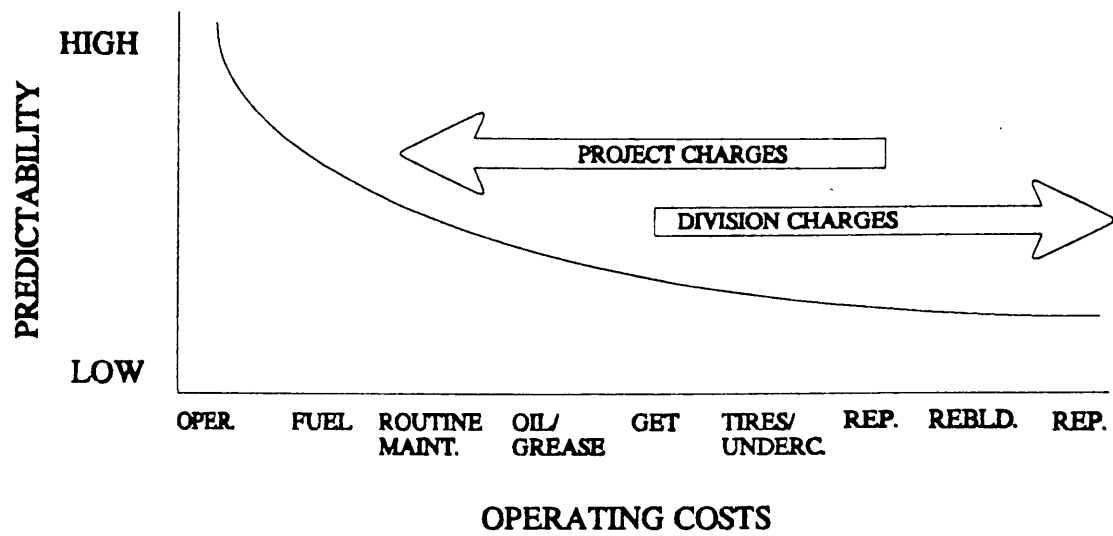 HIGH
PREDICTABILITY
LOW
PROJECT CHARGES
DIVISION CHARGES
OPER.
FUEL
ROUTINE
MAINT.
OIL/
GREASE
GET
TIRES/
UNDERC.
REP.
REBLD.
REP.
OPERATING COSTS